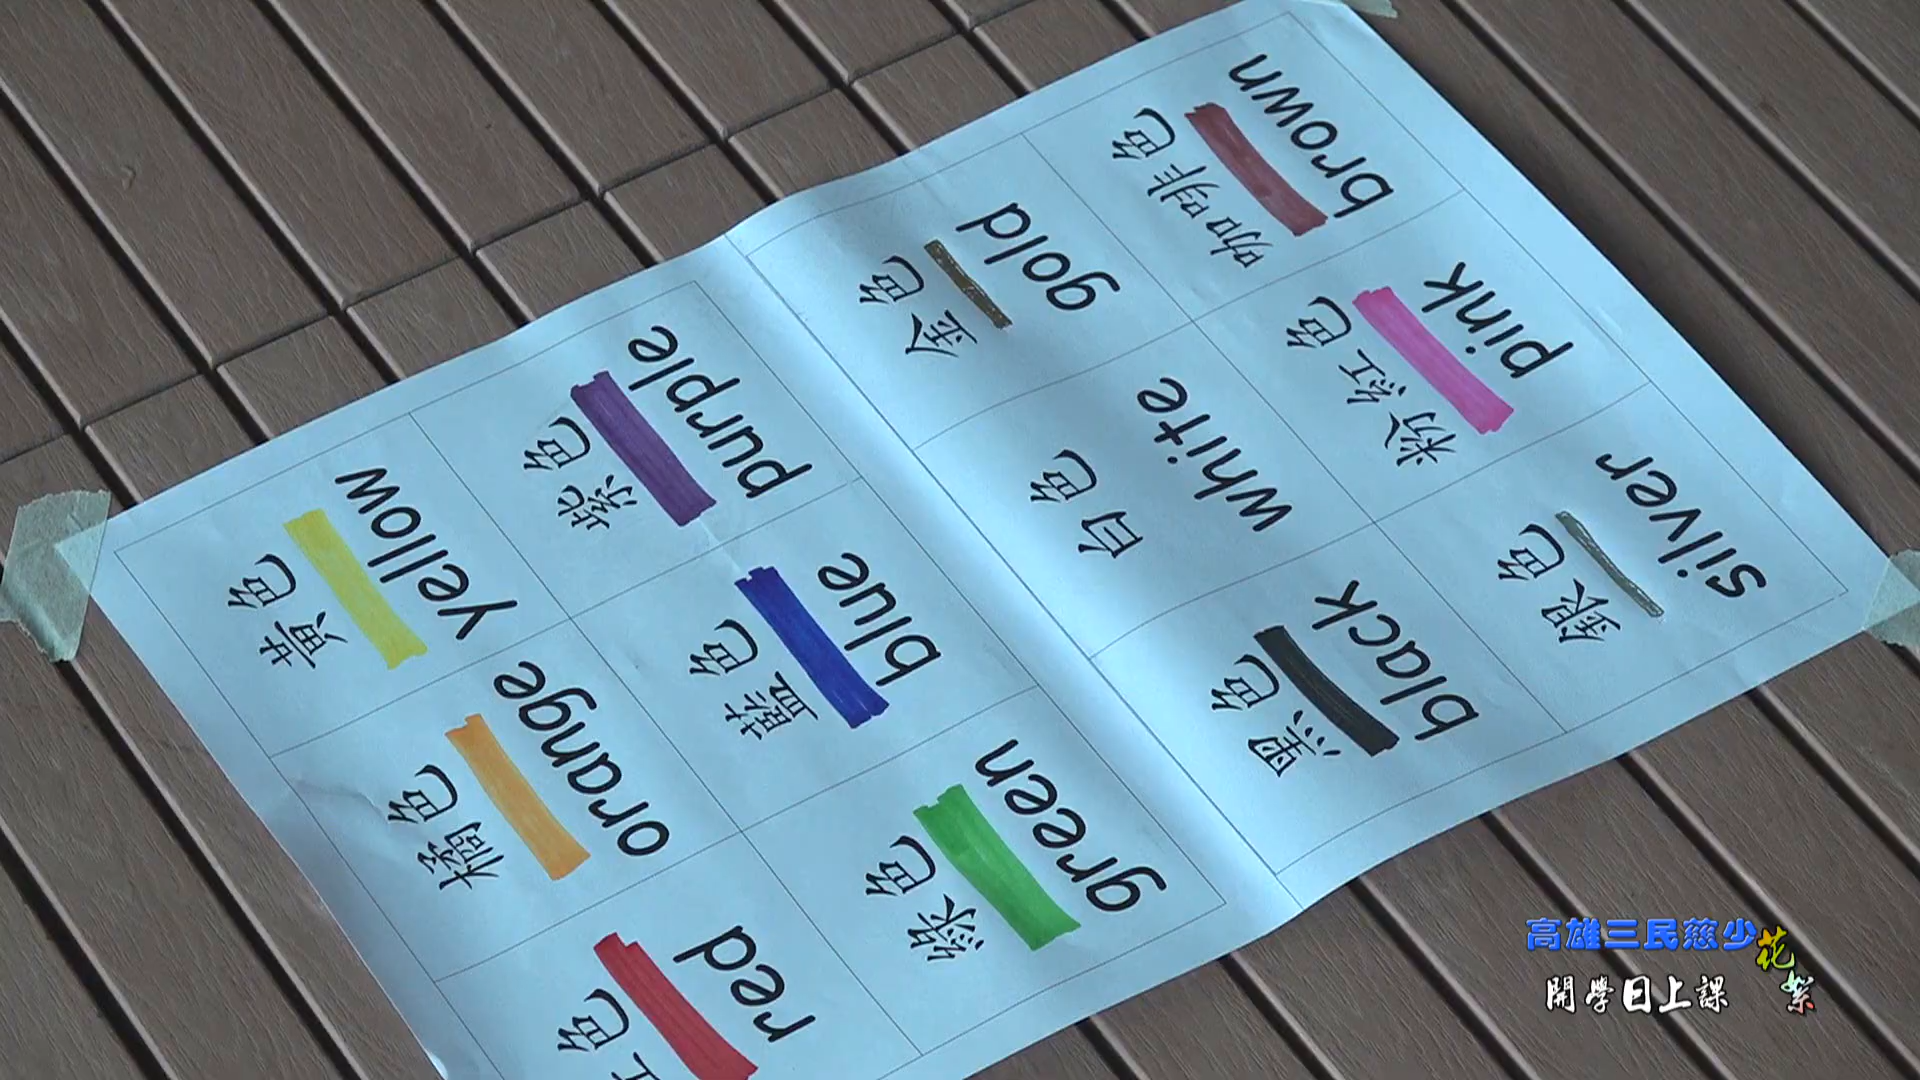 紅色
red
橘色
orange
黃色
yellow
綠色
green
藍色
blue
紫色
purple
黑色
black
白色
white
金色
gold
銀色
silver
粉紅色
pink
咖啡色
brown
高雄三民慈少花絮
開學日上課